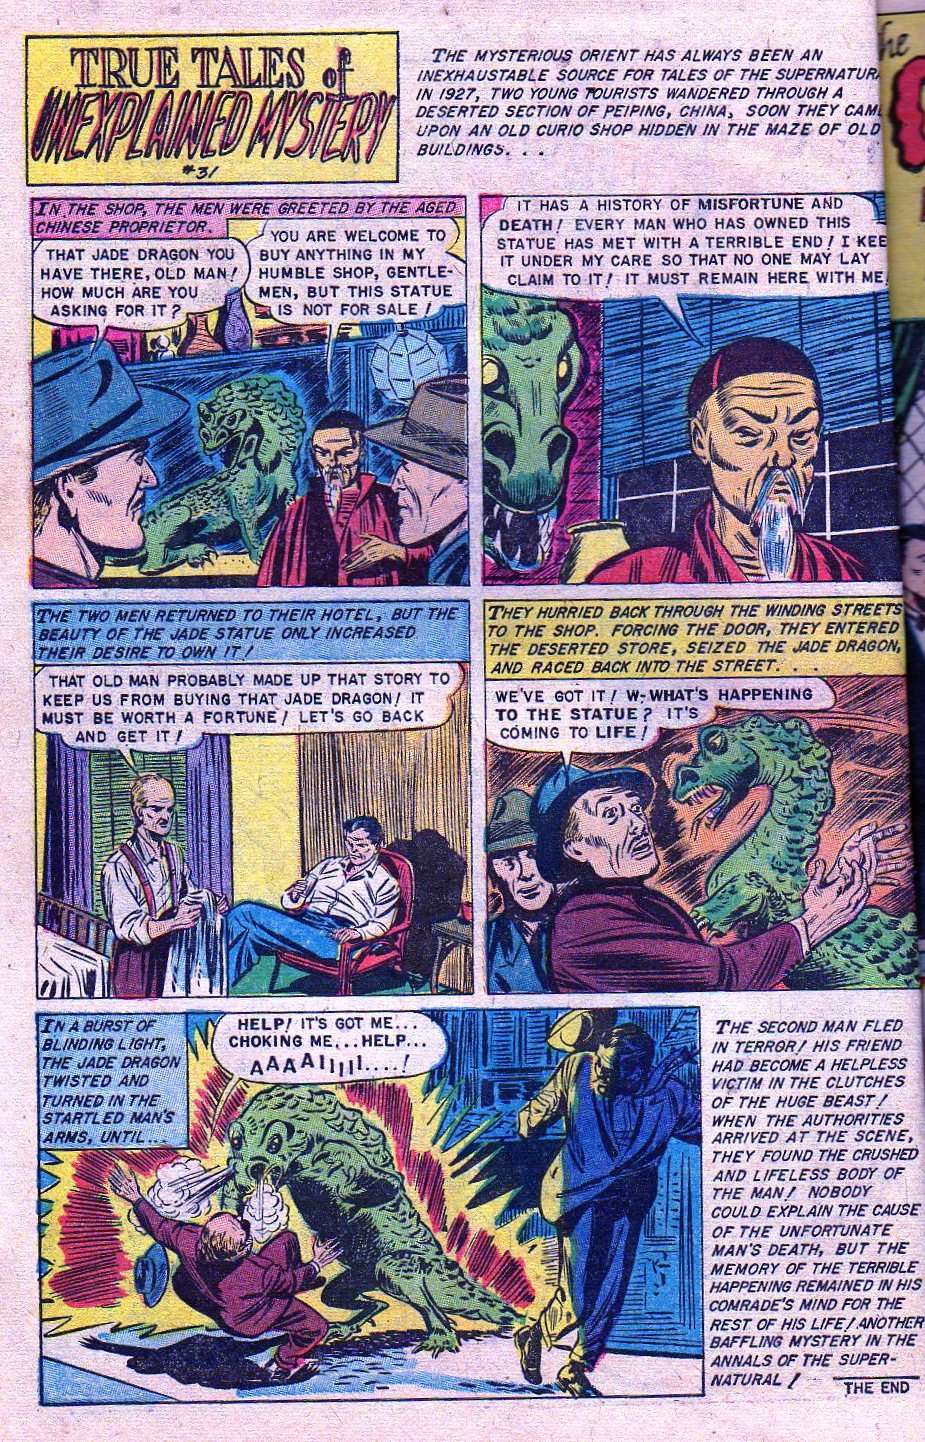 TRUE TALES of
UNEXPLAINED MYSTERY
#31
THE MYSTERIOUS ORIENT HAS ALWAYS BEEN AN
INEXHAUSTABLE SOURCE FOR TALES OF THE SUPERNATURA
IN 1927, TWO YOUNG TOURISTS WANDERED THROUGH A
DESERTED SECTION OF PEIPING, CHINA, SOON THEY CAM
UPON AN OLD CURIO SHOP HIDDEN IN THE MAZE OF OLD
BUILDINGS. . .
IN THE SHOP, THE MEN WERE GREETED BY THE AGED
CHINESE PROPRIETOR.
THAT JADE DRAGON YOU
HAVE THERE, OLD MAN!
HOW MUCH ARE YOU
ASKING FOR IT?
YOU ARE WELCOME TO
BUY ANYTHING IN MY
HUMBLE SHOP, GENTLE-
MEN, BUT THIS STATUE
IS NOT FOR SALE!
IT HAS A HISTORY OF MISFORTUNE AND
DEATH! EVERY MAN WHO HAS OWNED THIS
STATUE HAS MET WITH A TERRIBLE END! I KEE
IT UNDER MY CARE SO THAT NO ONE MAY LAY
CLAIM TO IT! IT MUST REMAIN HERE WITH ME
THE TWO MEN RETURNED TO THEIR HOTEL, BUT THE
BEAUTY OF THE JADE STATUE ONLY INCREASED
THEIR DESIRE TO OWN IT!
THAT OLD MAN PROBABLY MADE UP THAT STORY TO
KEEP US FROM BUYING THAT JADE DRAGON! IT
MUST BE WORTH A FORTUNE! LET'S GO BACK
AND GET IT!
THEY HURRIED BACK THROUGH THE WINDING STREETS
TO THE SHOP. FORCING THE DOOR, THEY ENTERED
THE DESERTED STORE, SEIZED THE JADE DRAGON,
AND RACED BACK INTO THE STREET. . . .
WE'VE GOT IT! W-WHAT'S HAPPENING
TO THE STATUE? IT'S
COMING TO LIFE!
IN A BURST OF
BLINDING LIGHT,
THE JADE DRAGON
TWISTED AND
TURNED IN THE
STARTLED MAN'S
ARMS, UNTIL...
HELP! IT'S GOT ME...
CHOKING ME...HELP...
AAAAIIIII....!
THE SECOND MAN FLED
IN TERROR! HIS FRIEND
HAD BECOME A HELPLESS
VICTIM IN THE CLUTCHES
OF THE HUGE BEAST!
WHEN THE AUTHORITIES
ARRIVED AT THE SCENE,
THEY FOUND THE CRUSHED
AND LIFELESS BODY OF
THE MAN! NOBODY
COULD EXPLAIN THE CAUSE
OF THE UNFORTUNATE
MAN'S DEATH, BUT THE
MEMORY OF THE TERRIBLE
HAPPENING REMAINED IN HIS
COMRADE'S MIND FOR THE
REST OF HIS LIFE! ANOTHER
BAFFLING MYSTERY IN THE
ANNALS OF THE SUPER-
NATURAL!
THE END
the